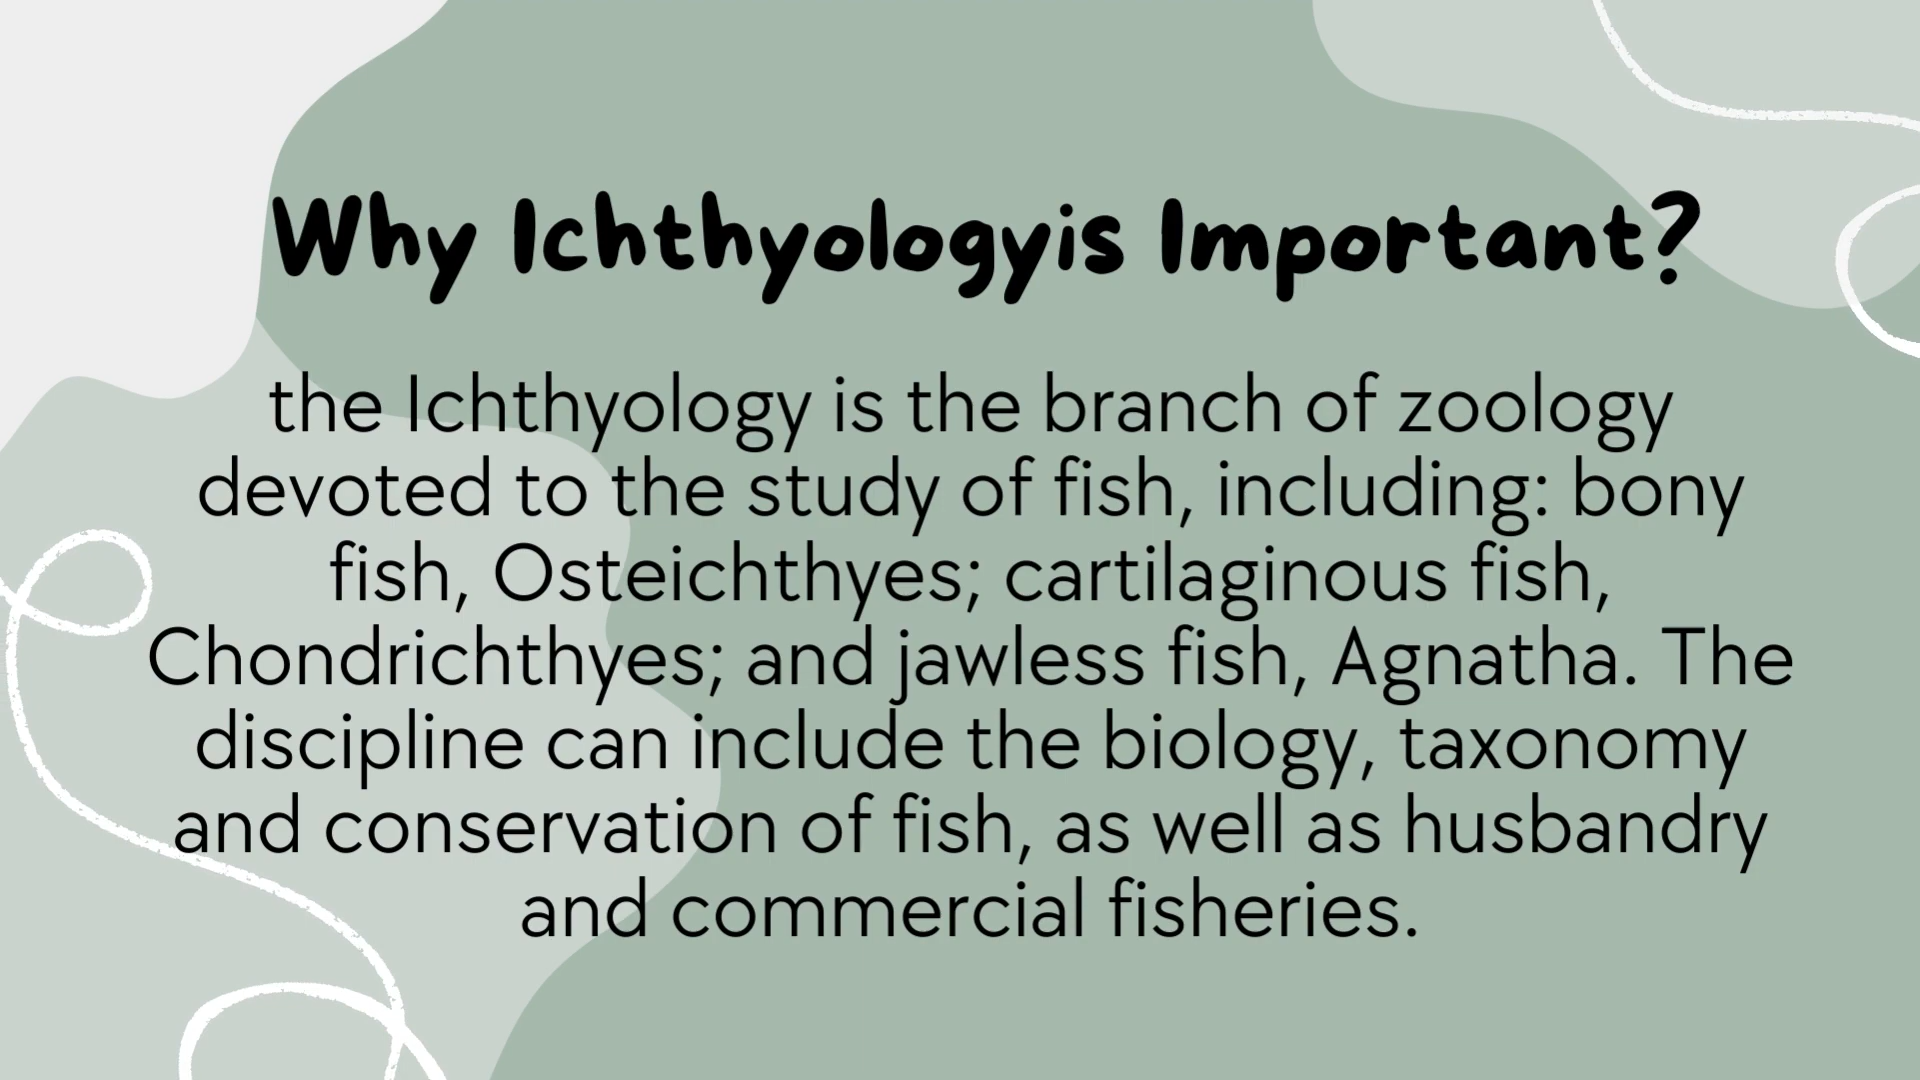 Why Ichthyologyis Important?
the Ichthyology is the branch of zoology
devoted to the study of fish, including: bony
fish, Osteichthyes; cartilaginous fish,
Chondrichthyes; and jawless fish, Agnatha. The
discipline can include the biology, taxonomy
and conservation of fish, as well as husbandry
and commercial fisheries.